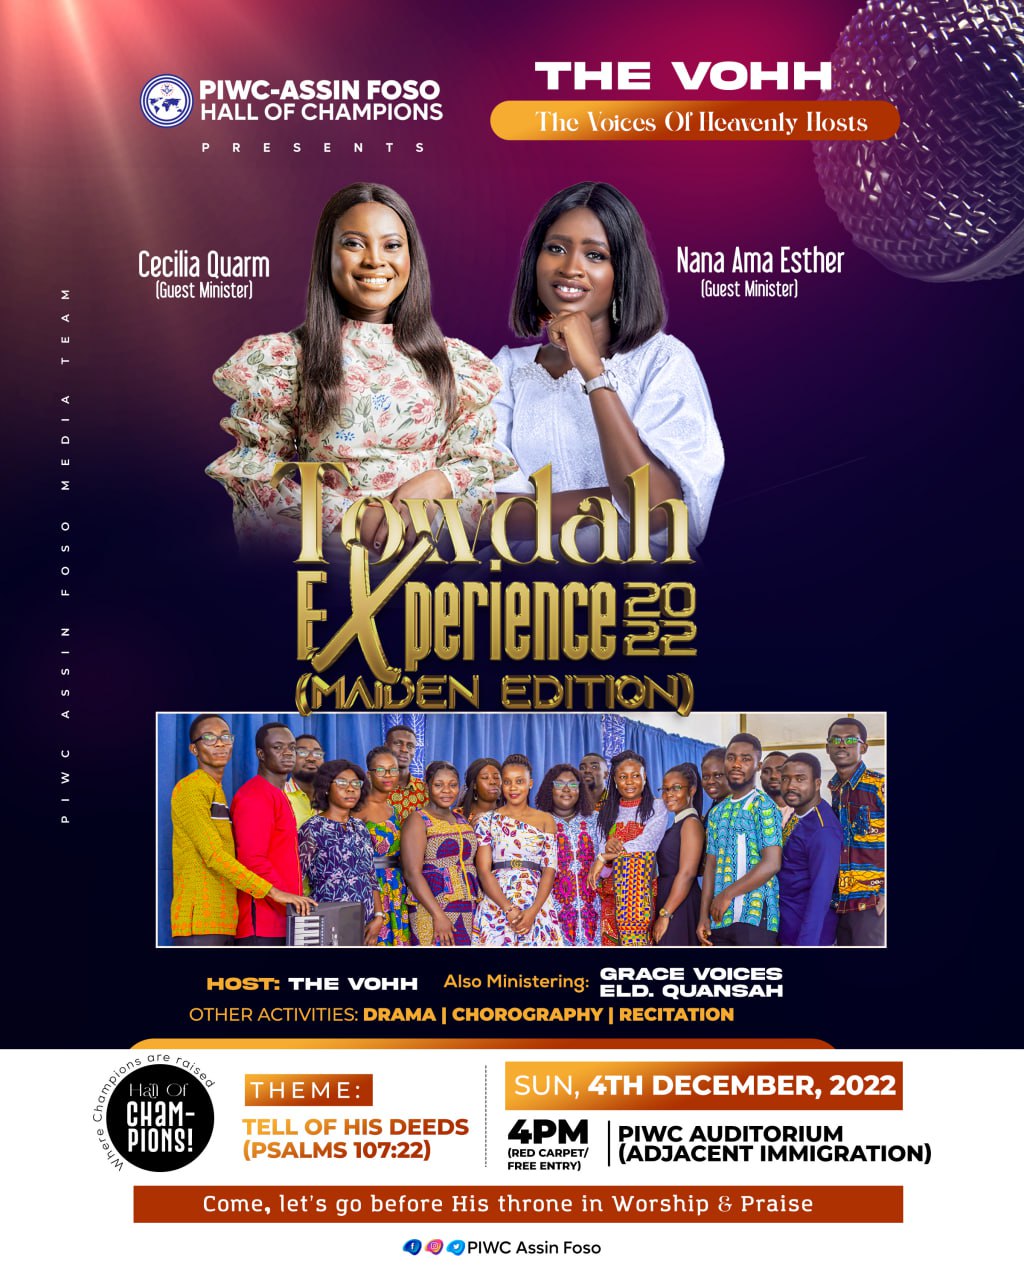 PIWC-ASSIN FOSO
HALL OF CHAMPIONS
PRESENTS
THE VOHH
The Voices Of Heavenly Hosts
Cecilia Quarm
(Guest Minister)
Nana Ama Esther
(Guest Minister)
PIWC ASSIN FOSO MEDIA TEAM
Towdah
EXperience 2022
(MAIDEN EDITION)
HOST: THE VOHH
Also Ministering: GRACE VOICES
ELD. QUANSAH
OTHER ACTIVITIES: DRAMA | CHOROGRAPHY | RECITATION
Where Champions are raised
Hall Of
CHAM-
PIONS!
THEME:
TELL OF HIS DEEDS
(PSALMS 107:22)
SUN, 4TH DECEMBER, 2022
4PM
(RED CARPET/
FREE ENTRY)
PIWC AUDITORIUM
(ADJACENT IMMIGRATION)
Come, let's go before His throne in Worship & Praise
PIWC Assin Foso